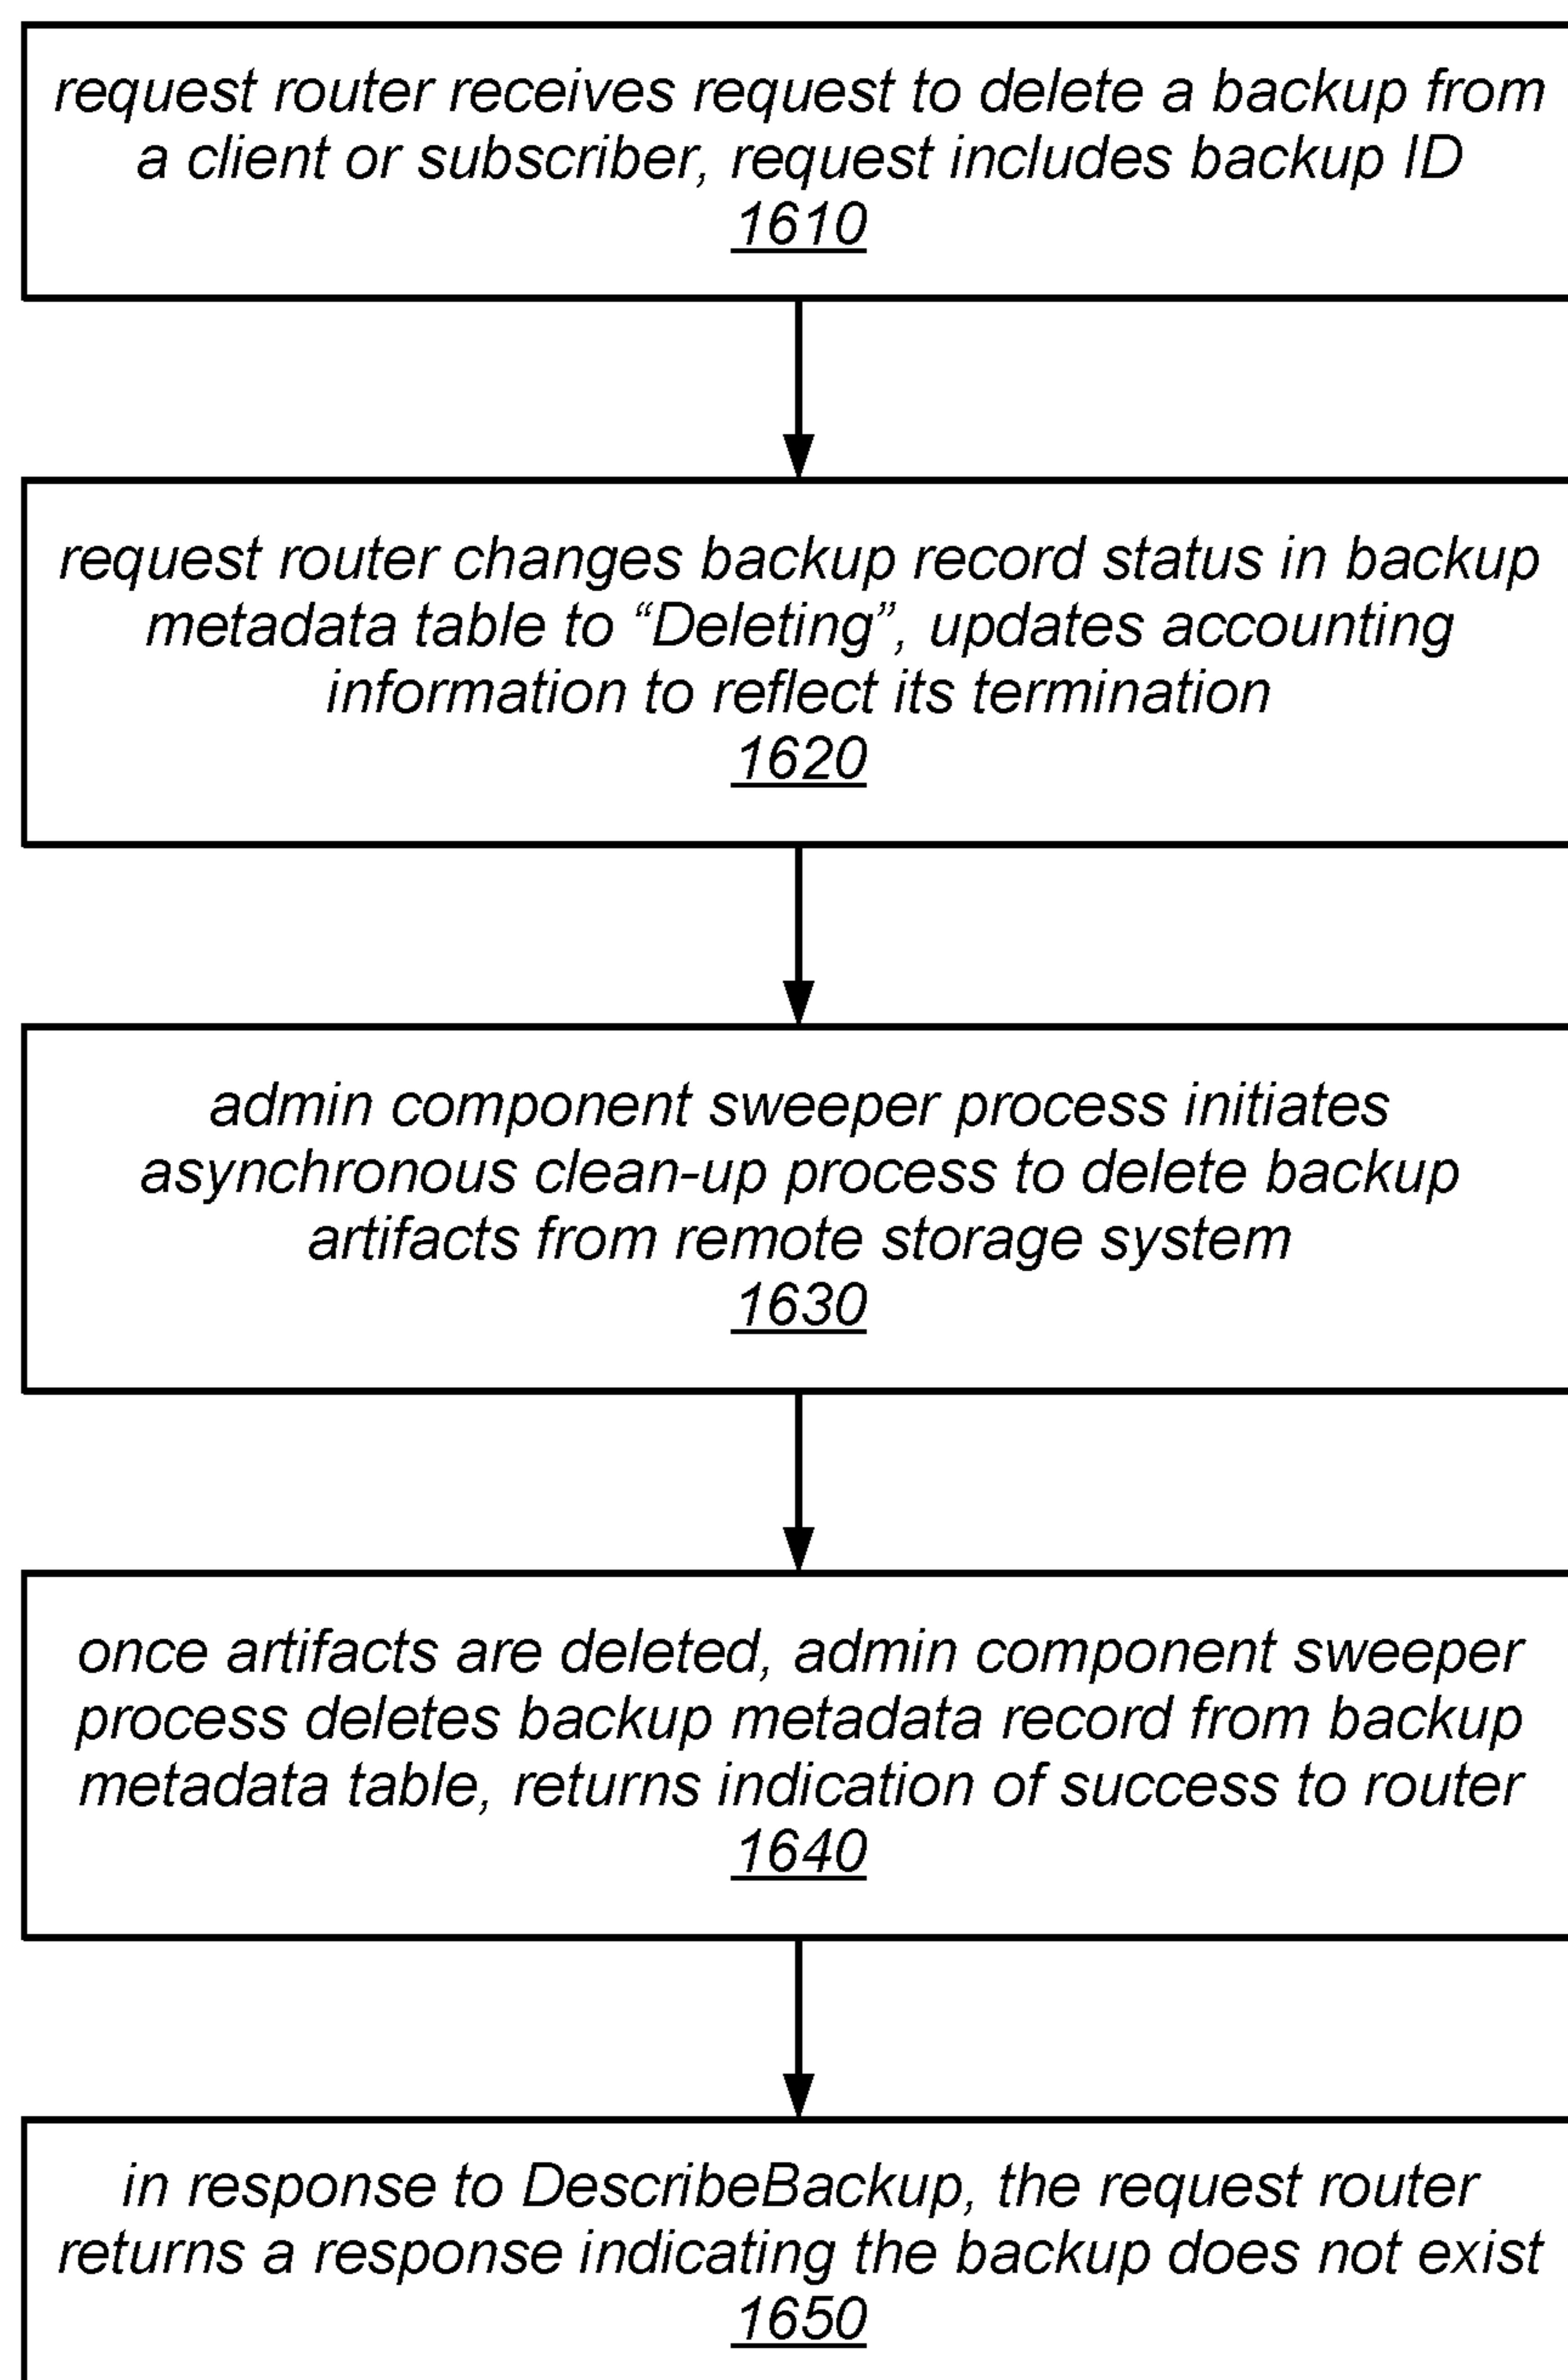 request router receives request to delete a backup from
a client or subscriber, request includes backup ID
1610
request router changes backup record status in backup
metadata table to “Deleting”, updates accounting
information to reflect its termination
1620
admin component sweeper process initiates
asynchronous clean-up process to delete backup
artifacts from remote storage system
1630
once artifacts are deleted, admin component sweeper
process deletes backup metadata record from backup
metadata table, returns indication of success to router
1640
in response to DescribeBackup, the request router
returns a response indicating the backup does not exist
1650